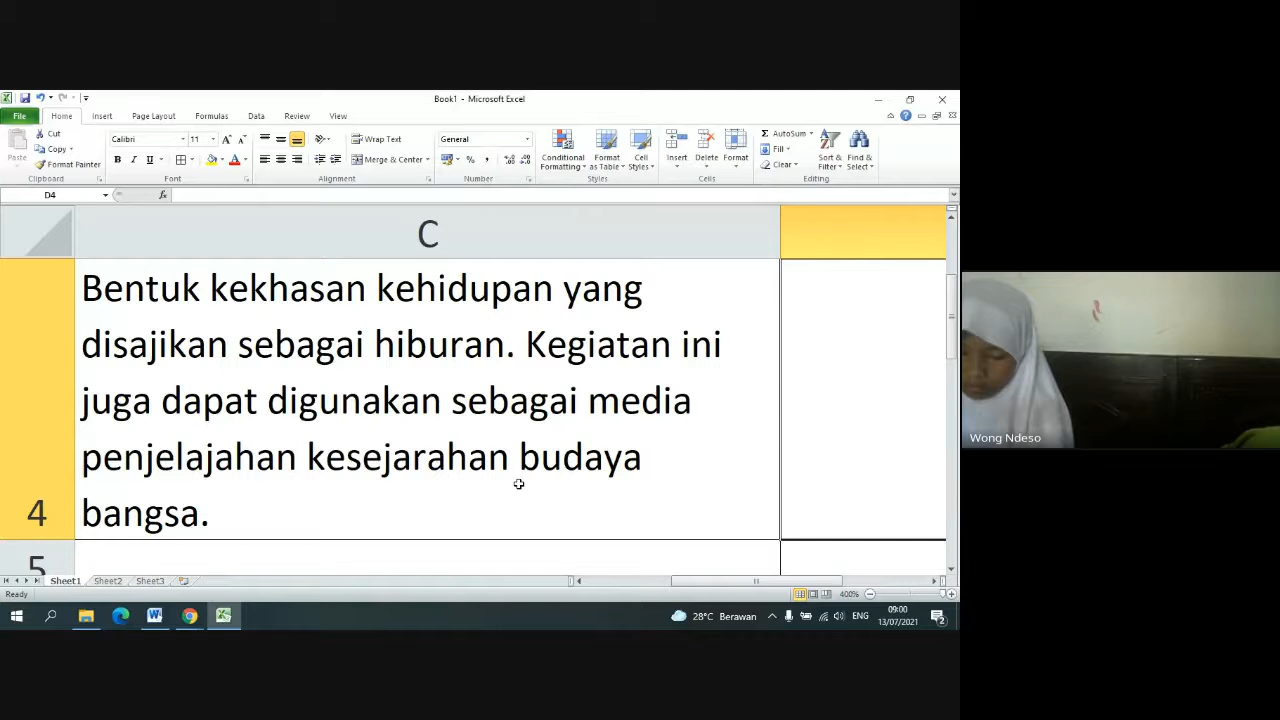 Book1 - Microsoft Excel
File Home Insert Page Layout Formulas Data Review View
Cut
Copy
Format Painter
Paste
Clipboard
Calibri 11
B I U
Font
Wrap Text
Merge & Center
Alignment
General
Number
Conditional Formatting
Format as Table
Cell Styles
Styles
Insert Delete Format
Cells
AutoSum
Fill
Clear
Sort & Filter
Find & Select
Editing
D4
fx
C
Bentuk kekhasan kehidupan yang
disajikan sebagai hiburan. Kegiatan ini
juga dapat digunakan sebagai media
penjelajahan kesejarahan budaya
4 bangsa.
5
Sheet1 Sheet2 Sheet3
Ready 400%
28°C Berawan ENG 09:00
13/07/2021
2
Wong Ndeso